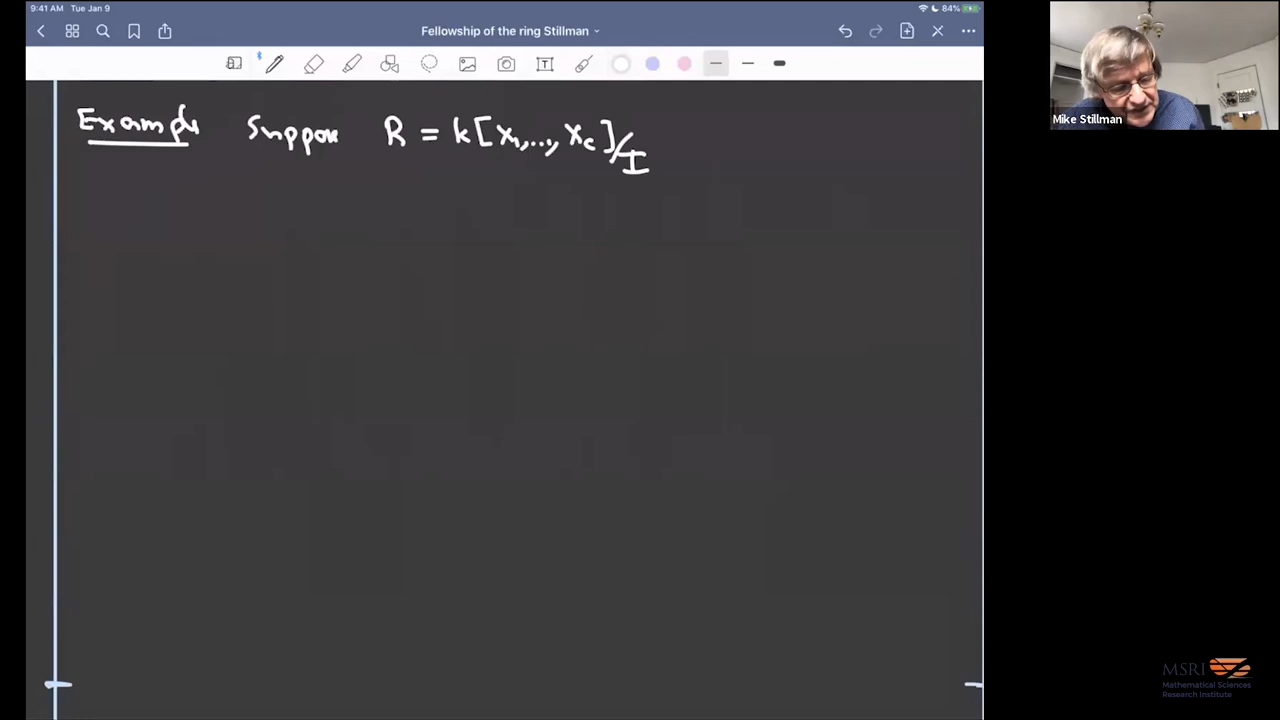 9:41 AM Tue Jan 9
84%
Fellowship of the ring Stillman
T
Example Suppose R = k[x₁,..., x_c]/I
Mike Stillman
MSRI
Mathematical Sciences
Research Institute